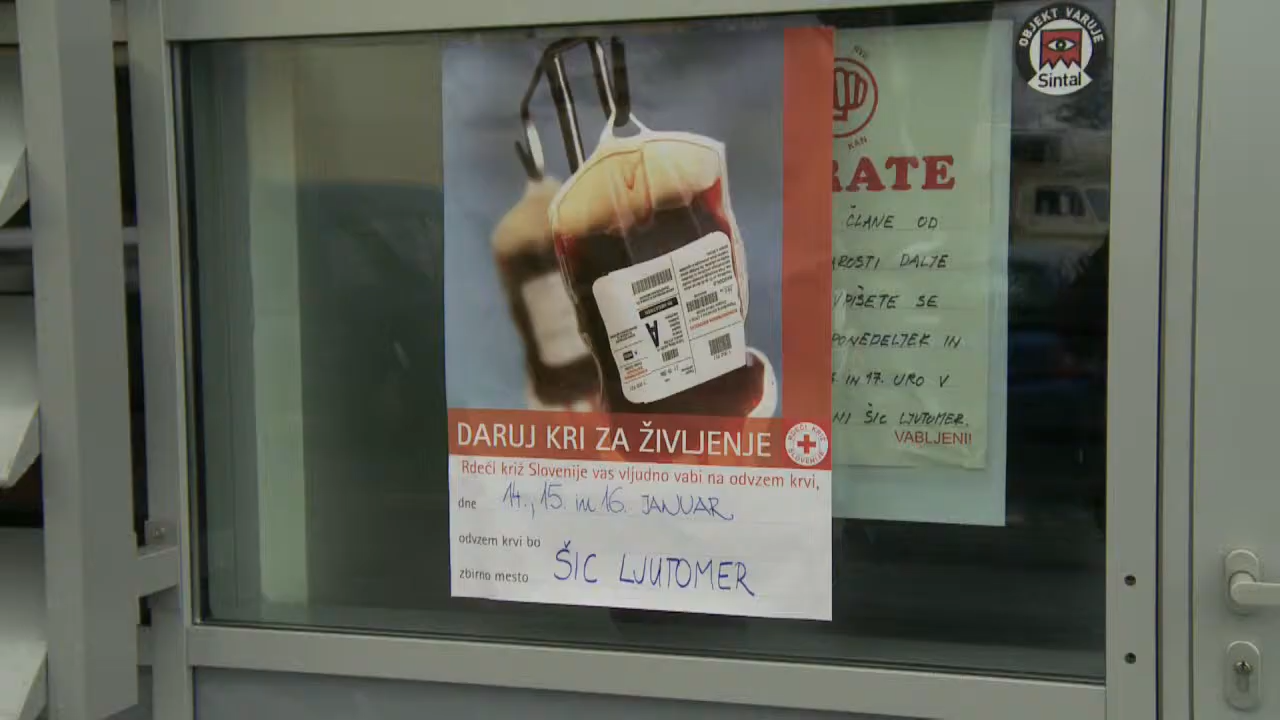 OBJEKT VARUJE
Sintal
KAN
RATE
ČLANE OD
ROSTI DALJE
PIŠETE SE
PONEDELJEK IN
IN 17. URO V
ŠIC LJUTOMER.
VABLJENI!
A
DARUJ KRI ZA ŽIVLJENJE
RDEČI KRIŽ
SLOVENIJE
Rdeči križ Slovenije vas vljudno vabi na odvzem krvi,
dne 14., 15. in 16. JANUAR
odvzem krvi bo
zbirno mesto ŠIC LJUTOMER